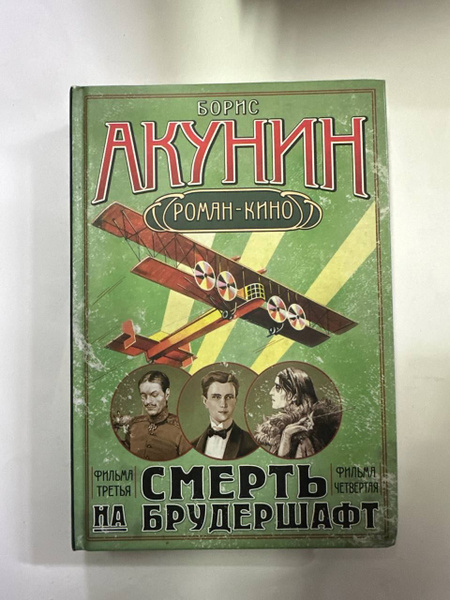 БОРИС
АКУНИН
РОМАН-КИНО
ФИЛЬМА
ТРЕТЬЯ
СМЕРТЬ
НА БРУДЕРШАФТ
ФИЛЬМА
ЧЕТВЕРТАЯ